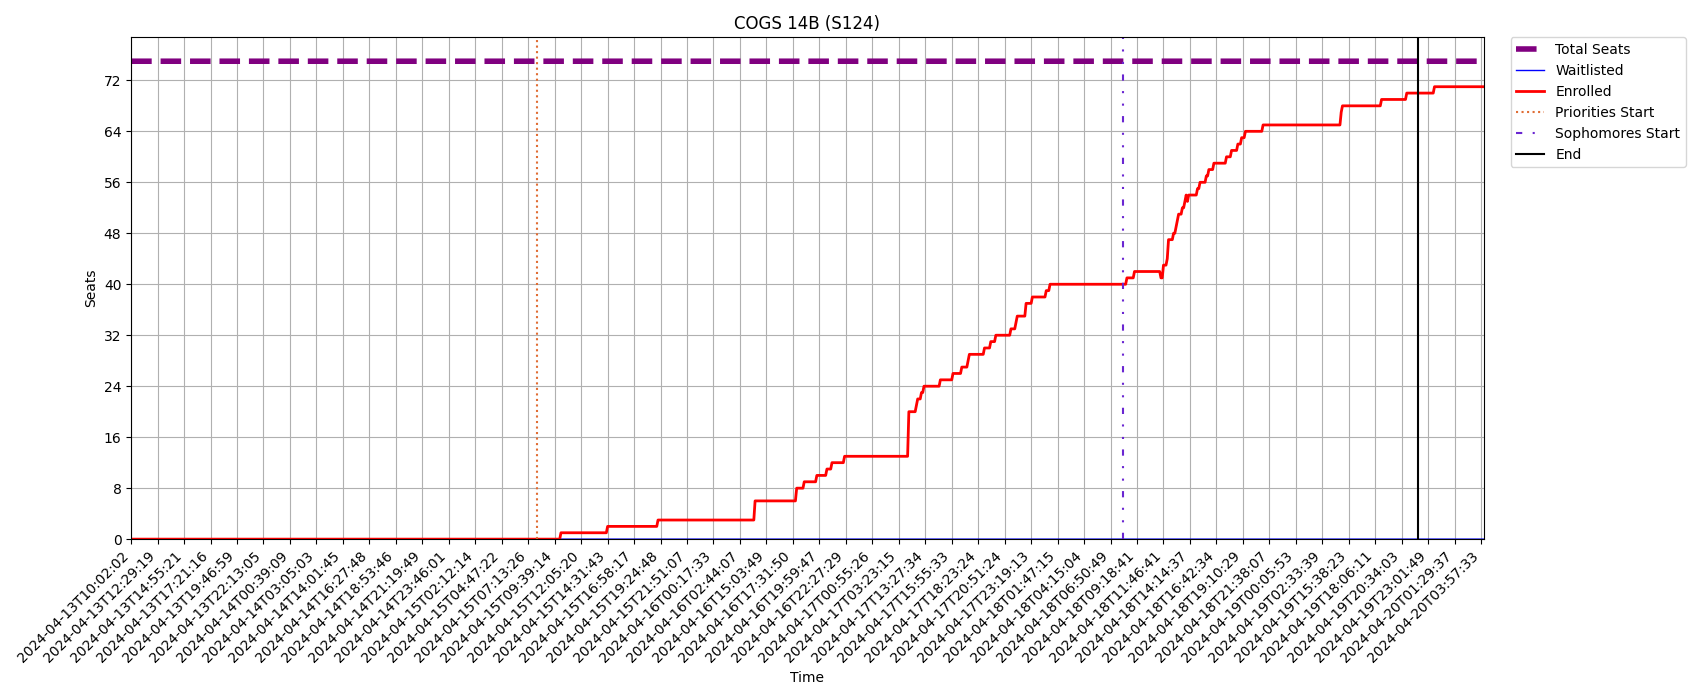 COGS 14B (S124)
Total Seats
Waitlisted
Enrolled
Priorities Start
Sophomores Start
End
72
64
56
48
40
32
24
16
8
0
Seats
2024-04-13T10:02:02
2024-04-13T12:29:19
2024-04-13T14:55:21
2024-04-13T17:21:16
2024-04-13T19:46:59
2024-04-13T22:13:05
2024-04-14T00:39:09
2024-04-14T03:05:03
2024-04-14T14:01:45
2024-04-14T16:27:48
2024-04-14T18:53:46
2024-04-14T21:19:49
2024-04-14T23:46:01
2024-04-15T02:12:14
2024-04-15T04:47:22
2024-04-15T07:13:26
2024-04-15T09:39:14
2024-04-15T12:05:20
2024-04-15T14:31:43
2024-04-15T16:58:17
2024-04-15T19:24:48
2024-04-15T21:51:07
2024-04-16T00:17:33
2024-04-16T02:44:07
2024-04-16T15:03:49
2024-04-16T17:31:50
2024-04-16T19:59:47
2024-04-16T22:27:29
2024-04-17T00:55:26
2024-04-17T03:23:15
2024-04-17T13:27:34
2024-04-17T15:55:33
2024-04-17T18:23:24
2024-04-17T20:51:24
2024-04-17T23:19:13
2024-04-18T01:47:15
2024-04-18T04:15:04
2024-04-18T06:50:49
2024-04-18T09:18:41
2024-04-18T11:46:41
2024-04-18T14:14:37
2024-04-18T16:42:34
2024-04-18T19:10:29
2024-04-18T21:38:07
2024-04-19T00:05:53
2024-04-19T02:33:39
2024-04-19T15:38:23
2024-04-19T18:06:11
2024-04-19T20:34:03
2024-04-19T23:01:49
2024-04-20T01:29:37
2024-04-20T03:57:33
Time